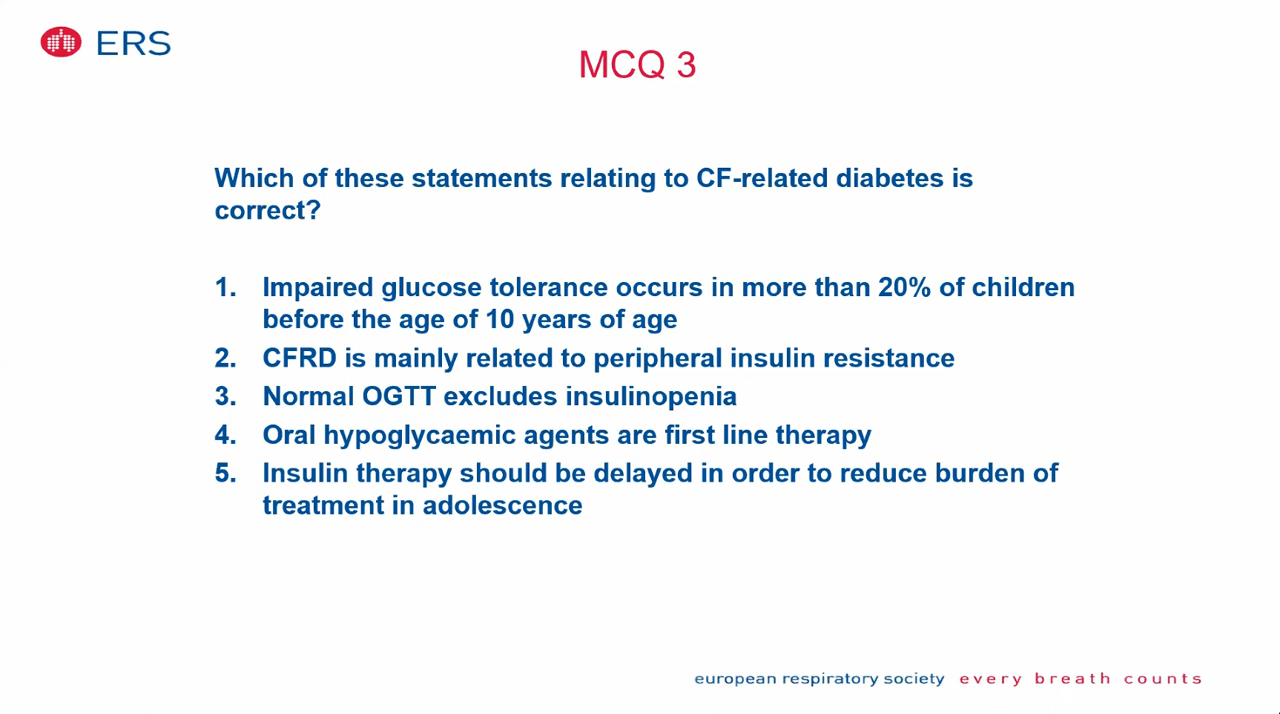 ERS
MCQ 3
Which of these statements relating to CF-related diabetes is
correct?
1. Impaired glucose tolerance occurs in more than 20% of children
before the age of 10 years of age
2. CFRD is mainly related to peripheral insulin resistance
3. Normal OGTT excludes insulinopenia
4. Oral hypoglycaemic agents are first line therapy
5. Insulin therapy should be delayed in order to reduce burden of
treatment in adolescence
european respiratory society every breath counts